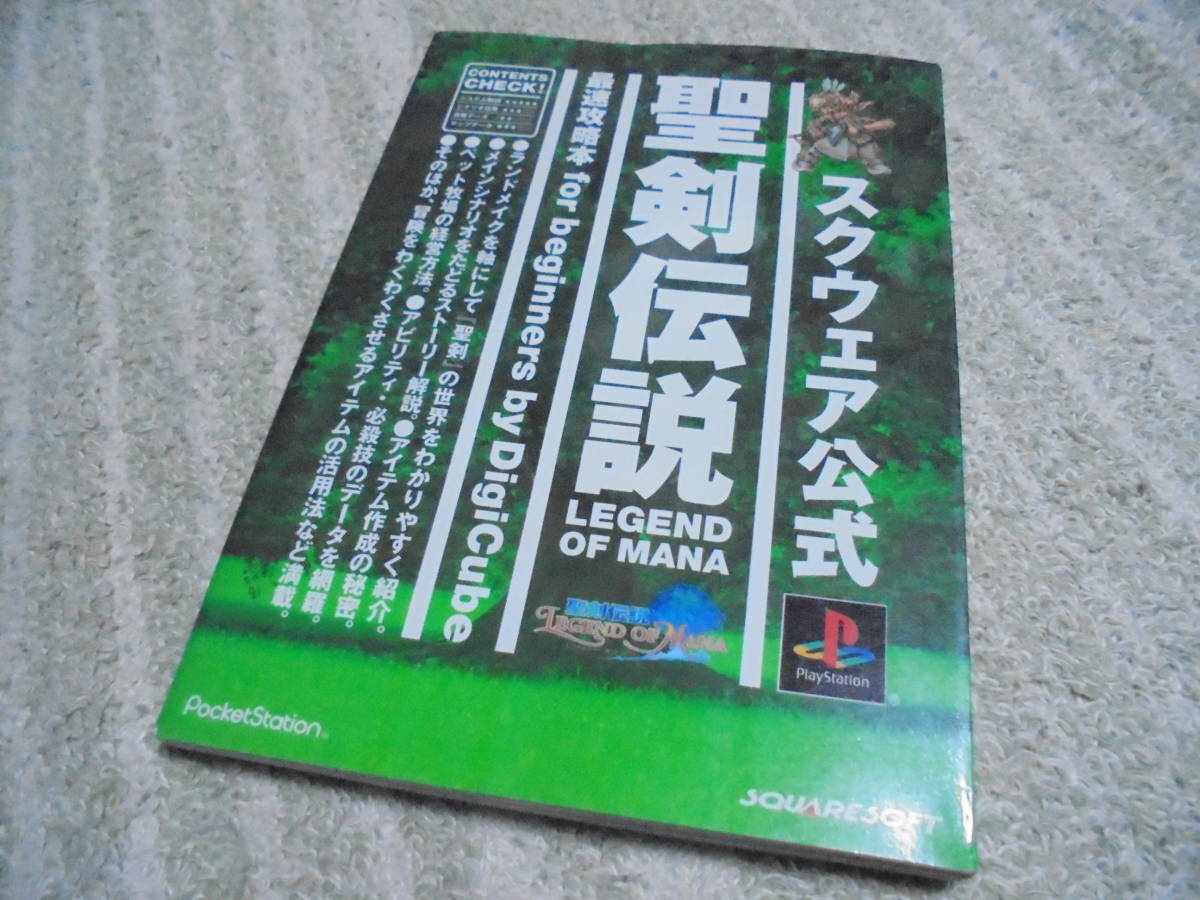 スクウェア公式
聖剣伝説
LEGEND
OF MANA
聖剣伝説
LEGEND OF MANA
PlayStation
最速攻略本 for beginners by DigiCube
CONTENTS
CHECK!
●ランドメイクを軸にして『聖剣』の世界をわかりやすく紹介。
●メインシナリオをたどるストーリー解説。●アイテム作成の秘密。
●ペット牧場の経営方法。●アビリティ・必殺技のデータを網羅。
●そのほか、冒険をわくわくさせるアイテムの活用法など満載。
PocketStation
SQUARESOFT